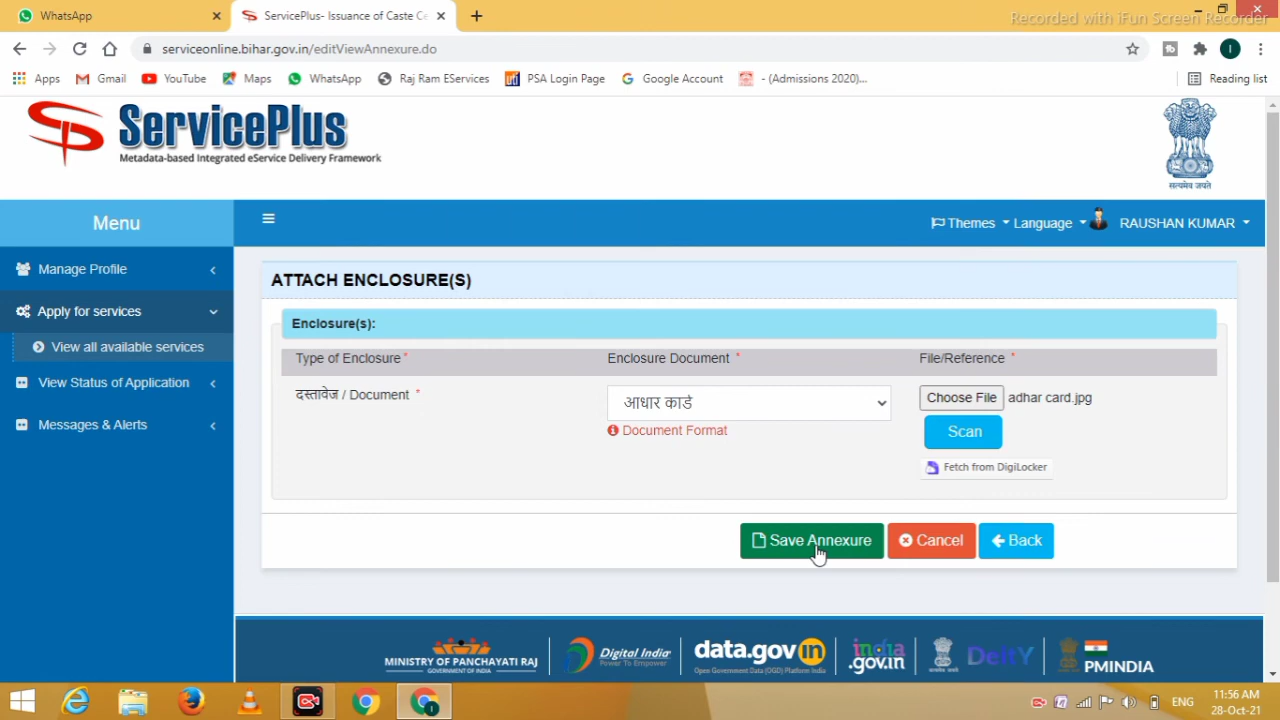 WhatsApp
ServicePlus- Issuance of Caste Ce
Recorded with iFun Screen Recorder
serviceonline.bihar.gov.in/editViewAnnexure.do
I
Apps Gmail YouTube Maps WhatsApp Raj Ram EServices PSA Login Page Google Account - (Admissions 2020)... Reading list
ServicePlus
Metadata-based Integrated eService Delivery Framework
सत्यमेव जयते
Menu
Themes Language RAUSHAN KUMAR
Manage Profile
Apply for services
View all available services
View Status of Application
Messages & Alerts
ATTACH ENCLOSURE(S)
Enclosure(s):
Type of Enclosure * Enclosure Document * File/Reference *
दस्तावेज / Document * आधार कार्ड Choose File adhar card.jpg
Document Format Scan
Fetch from DigiLocker
Save Annexure Cancel Back
MINISTRY OF PANCHAYATI RAJ
GOVERNMENT OF INDIA
Digital India
Power To Empower
data.gov in
Open Government Data (OGD) Platform India
india
.gov.in
DeitY
PMINDIA
ENG
11:56 AM
28-Oct-21